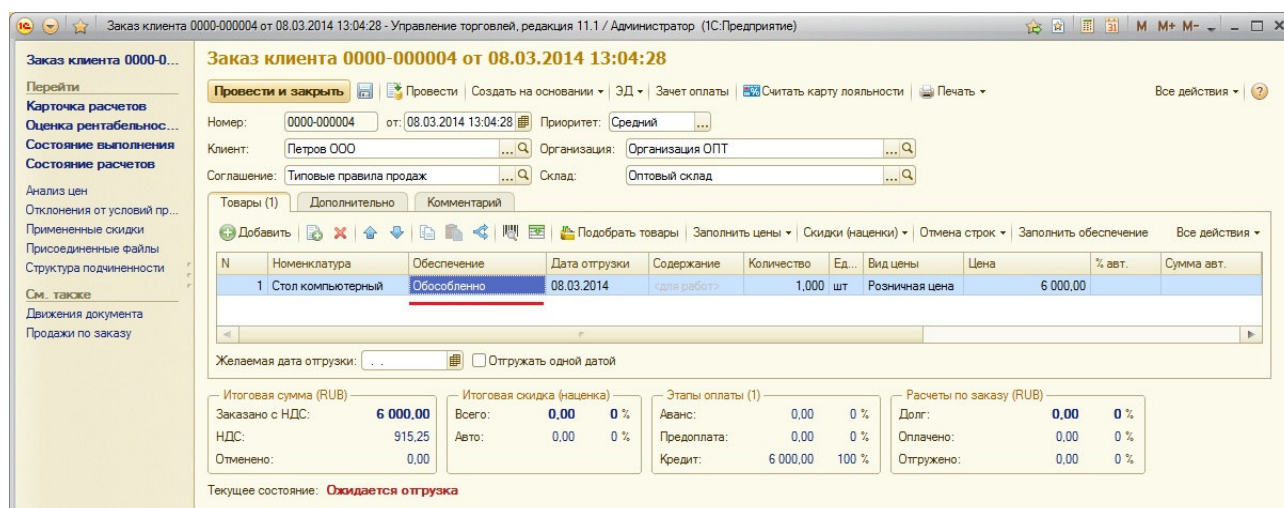 Заказ клиента 0000-000004 от 08.03.2014 13:04:28 - Управление торговлей, редакция 11.1 / Администратор (1С:Предприятие)
M M+ M-
Заказ клиента 0000-0...
Перейти
Карточка расчетов
Оценка рентабельнос...
Состояние выполнения
Состояние расчетов
Анализ цен
Отклонения от условий пр...
Примененные скидки
Присоединенные файлы
Структура подчиненности
См. также
Движения документа
Продажи по заказу
Заказ клиента 0000-000004 от 08.03.2014 13:04:28
Провести и закрыть Провести Создать на основании ЭД Зачет оплаты Считать карту лояльности Печать Все действия
Номер: 0000-000004 от: 08.03.2014 13:04:28 Приоритет: Средний ...
Клиент: Петров ООО ... Организация: Организация ОПТ ...
Соглашение: Типовые правила продаж ... Склад: Оптовый склад ...
Товары (1) Дополнительно Комментарий
Добавить Подобрать товары Заполнить цены Скидки (наценки) Отмена строк Заполнить обеспечение Все действия
N Номенклатура Обеспечение Дата отгрузки Содержание Количество Ед... Вид цены Цена % авт. Сумма авт.
1 Стол компьютерный Обособленно 08.03.2014 <для работ> 1,000 шт Розничная цена 6 000,00
Желаемая дата отгрузки: . . Отгружать одной датой
Итоговая сумма (RUB) Итоговая скидка (наценка) Этапы оплаты (1) Расчеты по заказу (RUB)
Заказано с НДС: 6 000,00 Всего: 0,00 0 % Аванс: 0,00 0 % Долг: 0,00 0 %
НДС: 915,25 Авто: 0,00 0 % Предоплата: 0,00 0 % Оплачено: 0,00 0 %
Отменено: 0,00 Кредит: 6 000,00 100 % Отгружено: 0,00 0 %
Текущее состояние: Ожидается отгрузка